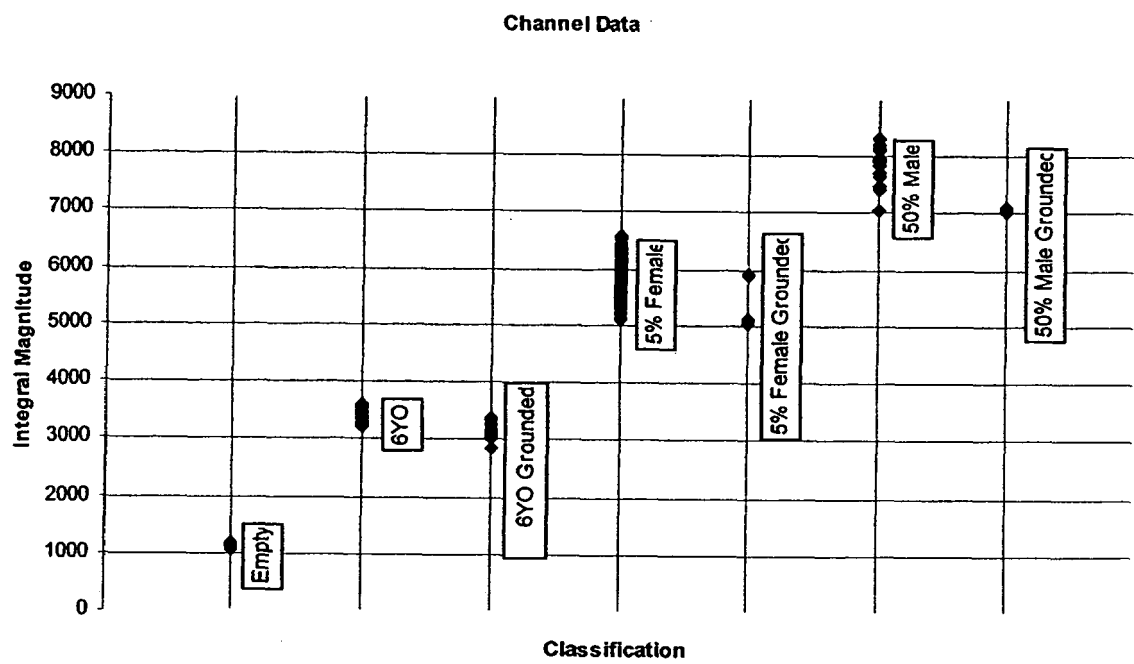 Channel Data
Integral Magnitude
9000
8000
7000
6000
5000
4000
3000
2000
1000
0
Empty
6YO
6YO Grounded
5% Female
5% Female Grounded
50% Male
50% Male Grounded
Classification